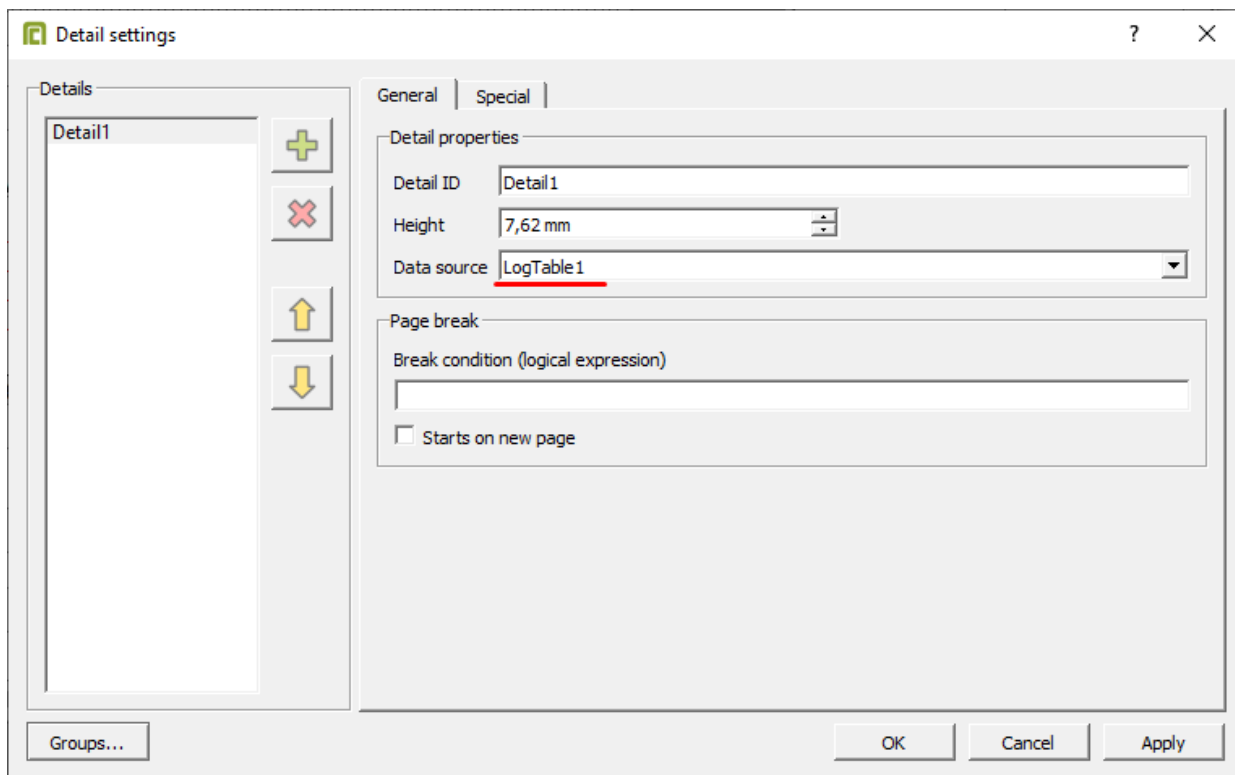 Detail settings
?
Details
Detail1
General
Special
Detail properties
Detail ID
Detail1
Height
7,62 mm
Data source
LogTable1
Page break
Break condition (logical expression)
Starts on new page
Groups...
OK
Cancel
Apply